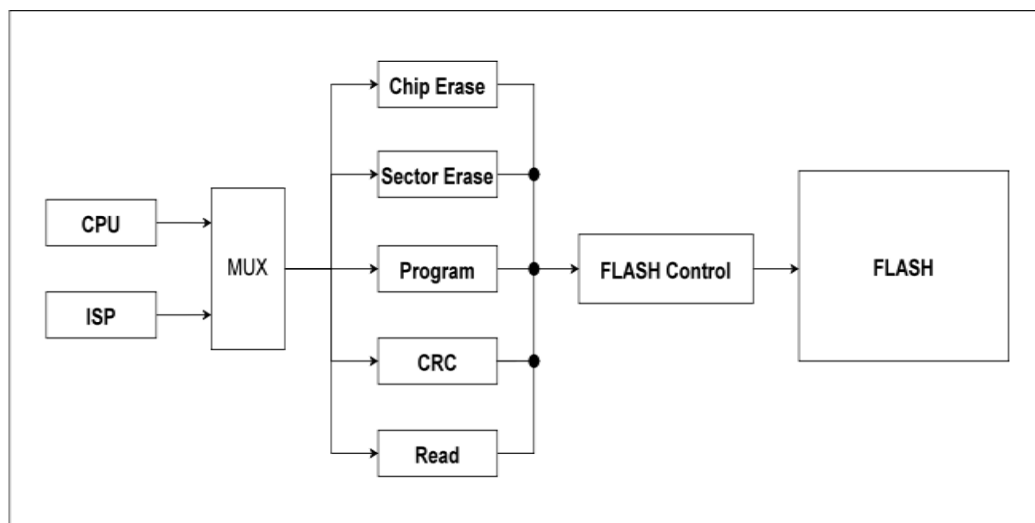 Chip Erase
Sector Erase
CPU
MUX
Program
FLASH Control
FLASH
ISP
CRC
Read